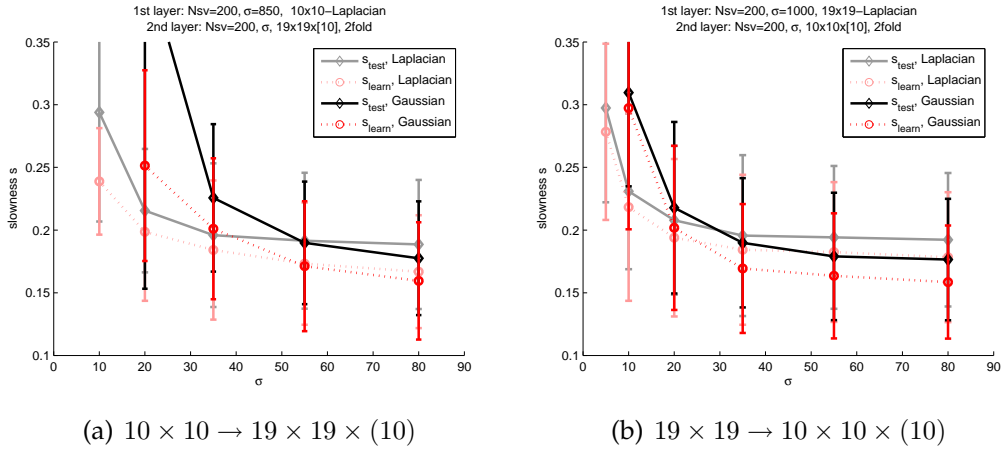 1st layer: Nsv=200, σ=850, 10x10−Laplacian
2nd layer: Nsv=200, σ, 19x19x[10], 2fold
0.35
0.3
0.25
0.2
0.15
0.1
slowness s
0 10 20 30 40 50 60 70 80 90
σ
s_test, Laplacian
s_learn, Laplacian
s_test, Gaussian
s_learn, Gaussian
(a) 10 × 10 → 19 × 19 × (10)
1st layer: Nsv=200, σ=1000, 19x19−Laplacian
2nd layer: Nsv=200, σ, 10x10x[10], 2fold
0.35
0.3
0.25
0.2
0.15
0.1
slowness s
0 10 20 30 40 50 60 70 80 90
σ
s_test, Laplacian
s_learn, Laplacian
s_test, Gaussian
s_learn, Gaussian
(b) 19 × 19 → 10 × 10 × (10)